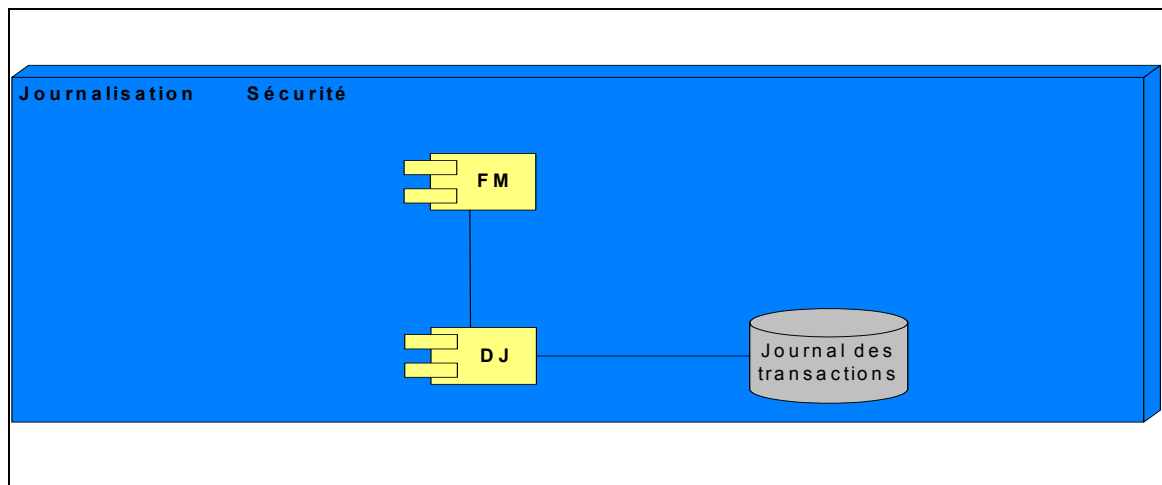 Journalisation Sécurité
FM
DJ
Journal des
transactions